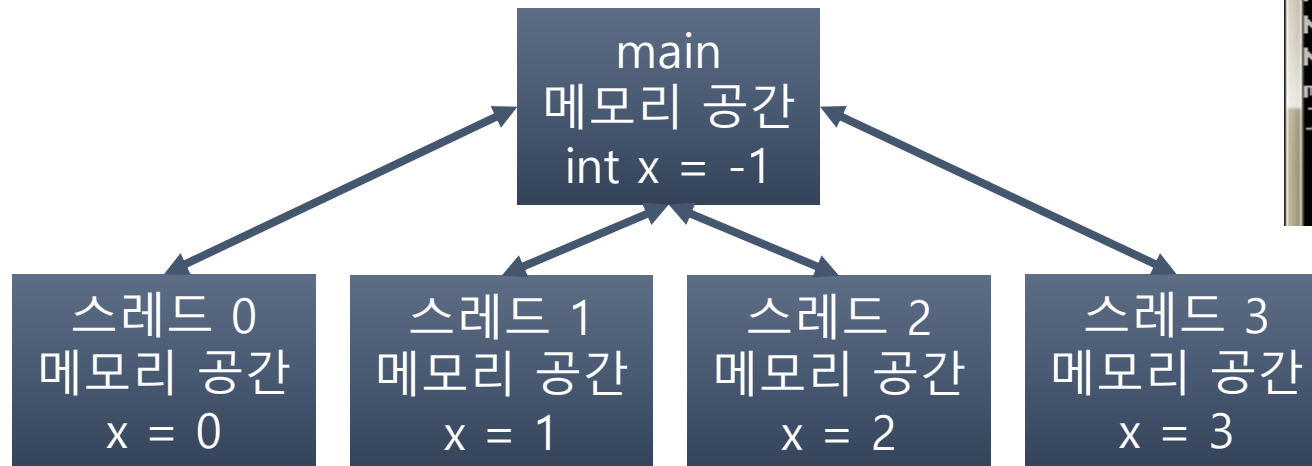 main
메모리 공간
int x = -1
스레드 0
메모리 공간
x = 0
스레드 1
메모리 공간
x = 1
스레드 2
메모리 공간
x = 2
스레드 3
메모리 공간
x = 3